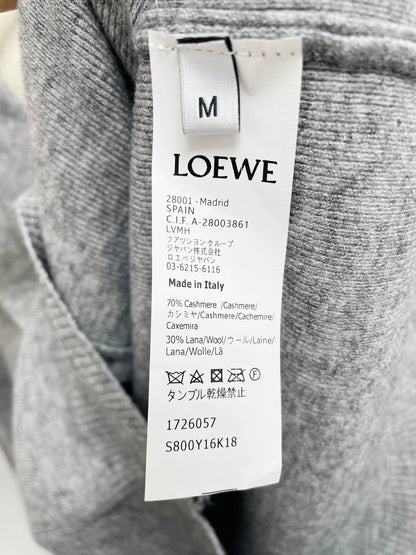 M
LOEWE
28001 - Madrid
SPAIN
C.I.F. A-28003861
LVMH
ファッション グループ
ジャパン株式会社
ロエベジャパン
03-6215-6116
Made in Italy
70% Cashmere /Cashmere/
カシミヤ/Cashmere/Cachemire/
Caxemira
30% Lana/Wool/ウール/Laine/
Lana/Wolle/Lã
F
タンブル乾燥禁止
1726057
S800Y16K18